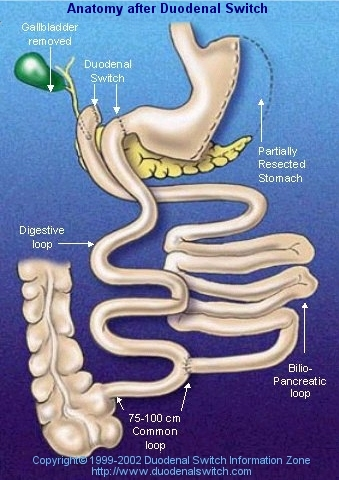 Anatomy after Duodenal Switch
Gallbladder
removed
Duodenal
Switch
Partially
Resected
Stomach
Digestive
loop
Bilio-
Pancreatic
loop
75-100 cm
Common
loop
Copyright© 1999-2002 Duodenal Switch Information Zone
http://www.duodenalswitch.com